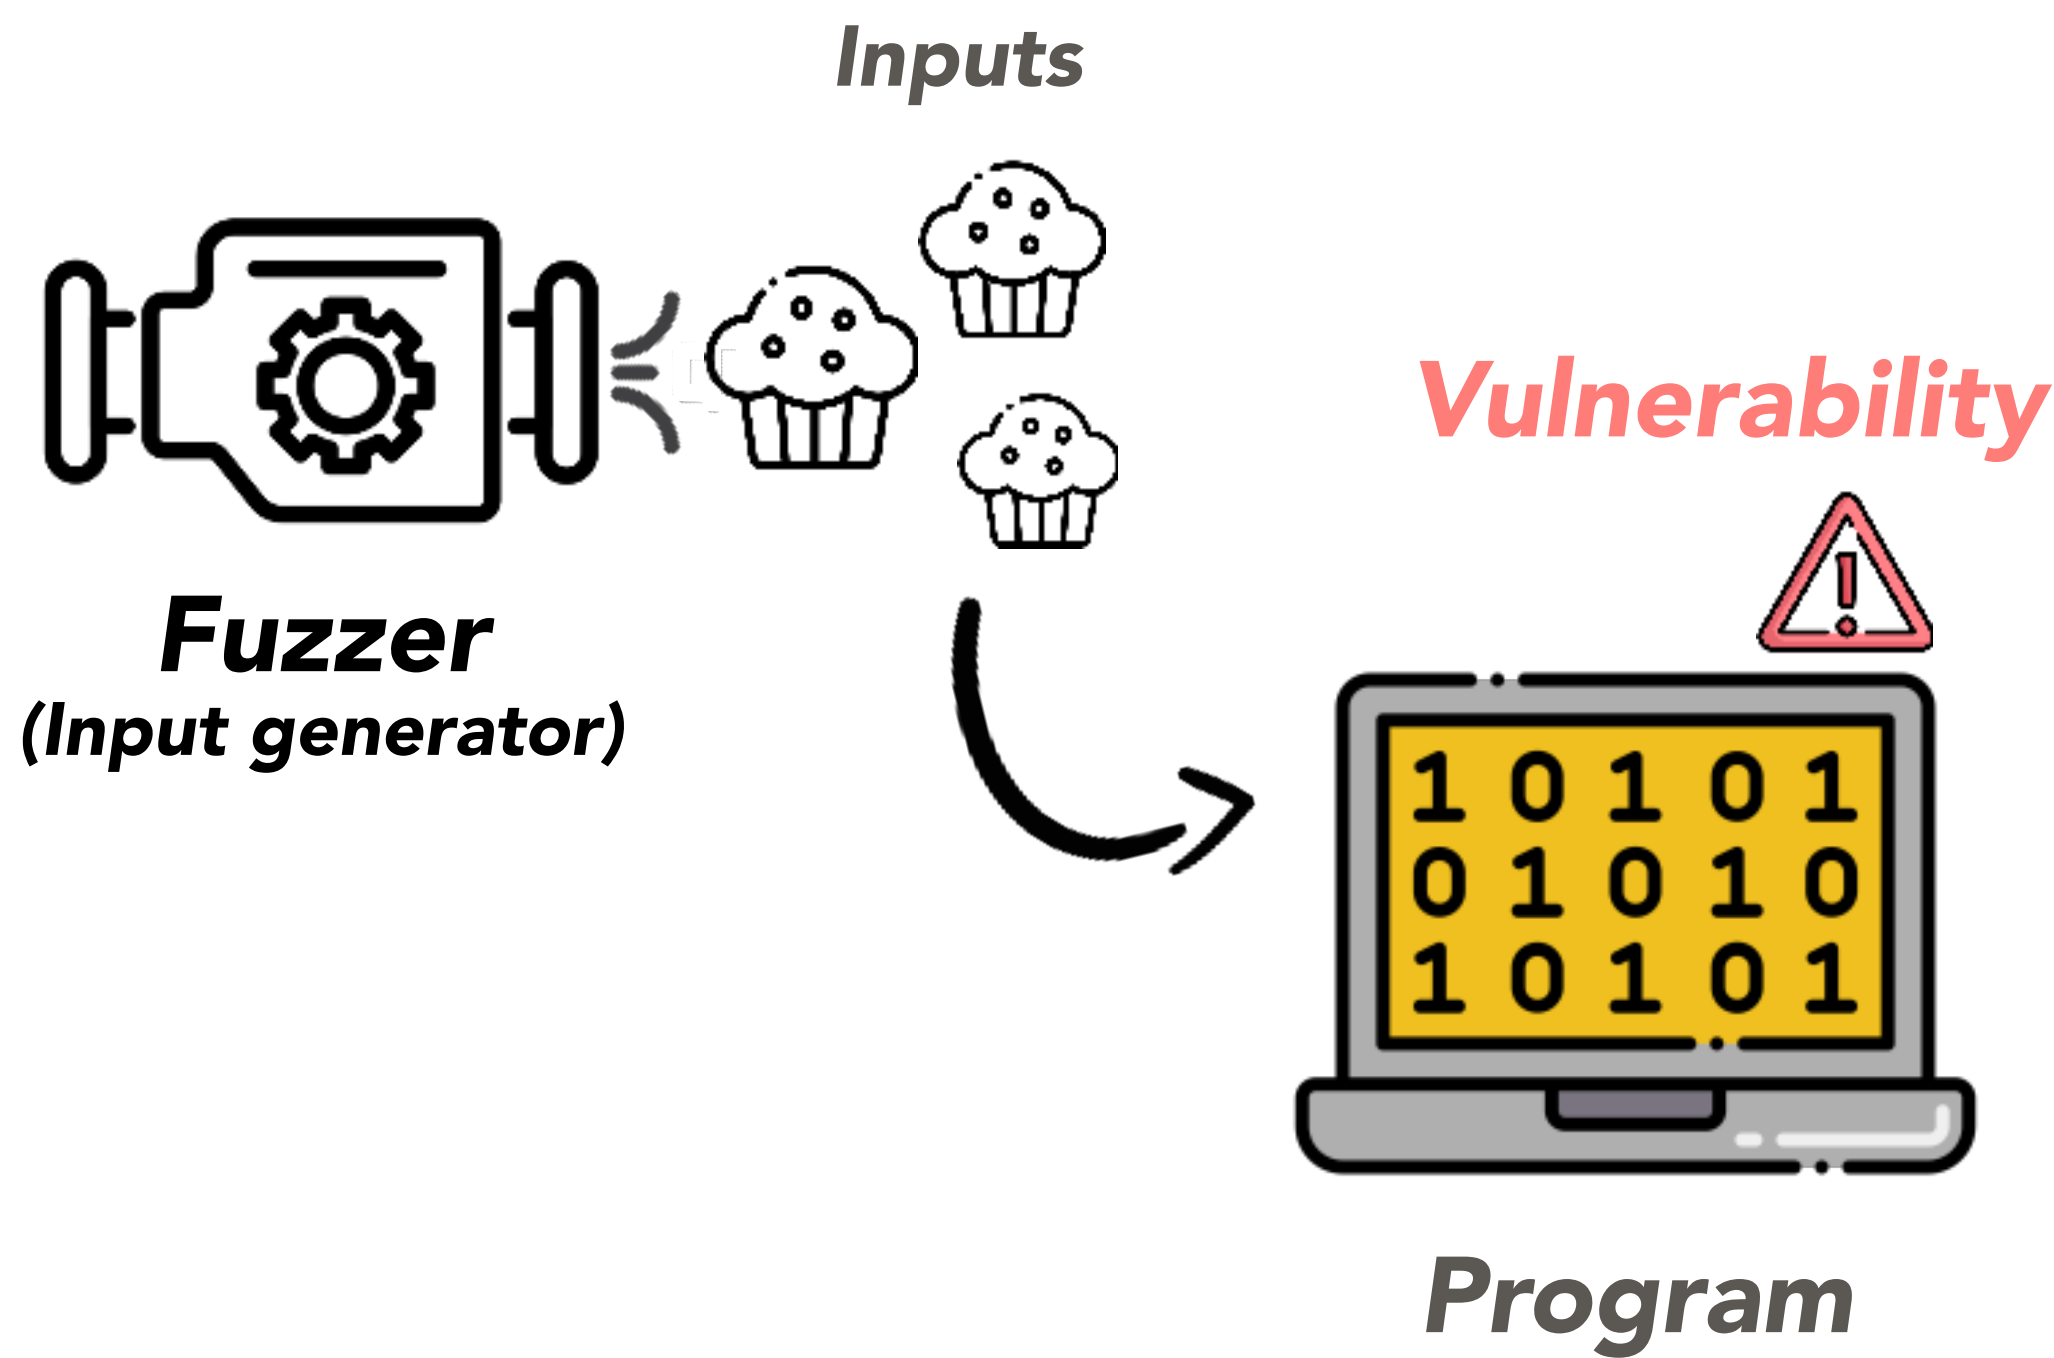 Inputs
Vulnerability
Fuzzer
(Input generator)
1 0 1 0 1
0 1 0 1 0
1 0 1 0 1
Program